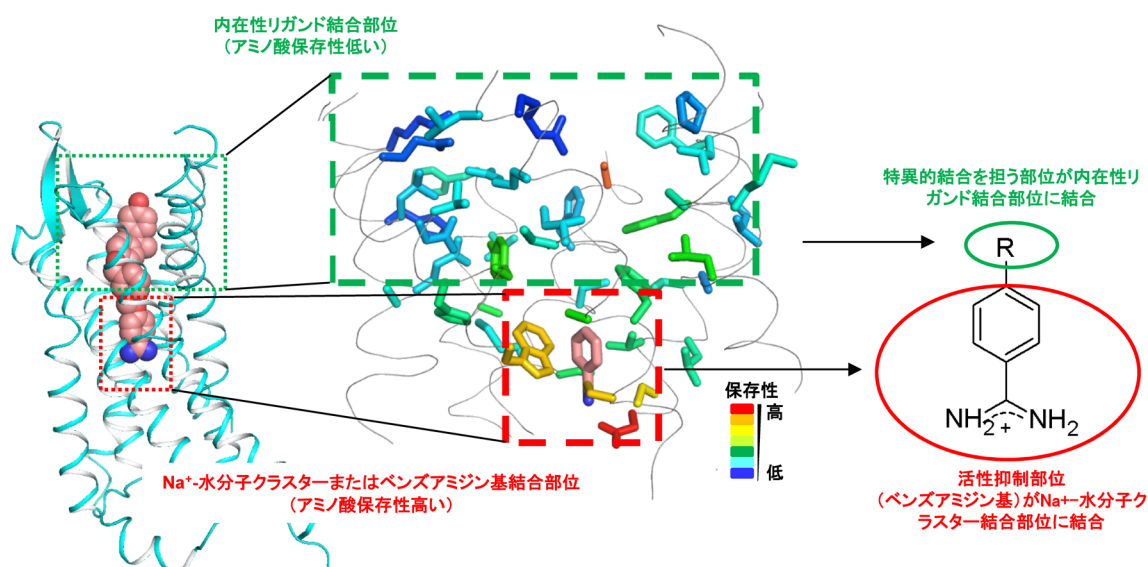 内在性リガンド結合部位
（アミノ酸保存性低い）
特異的結合を担う部位が内在性リ
ガンド結合部位に結合
R
NH2
+
NH2
保存性
高
低
Na+-水分子クラスターまたはベンズアミジン基結合部位
（アミノ酸保存性高い）
活性抑制部位
（ベンズアミジン基）がNa+-水分子ク
ラスター結合部位に結合